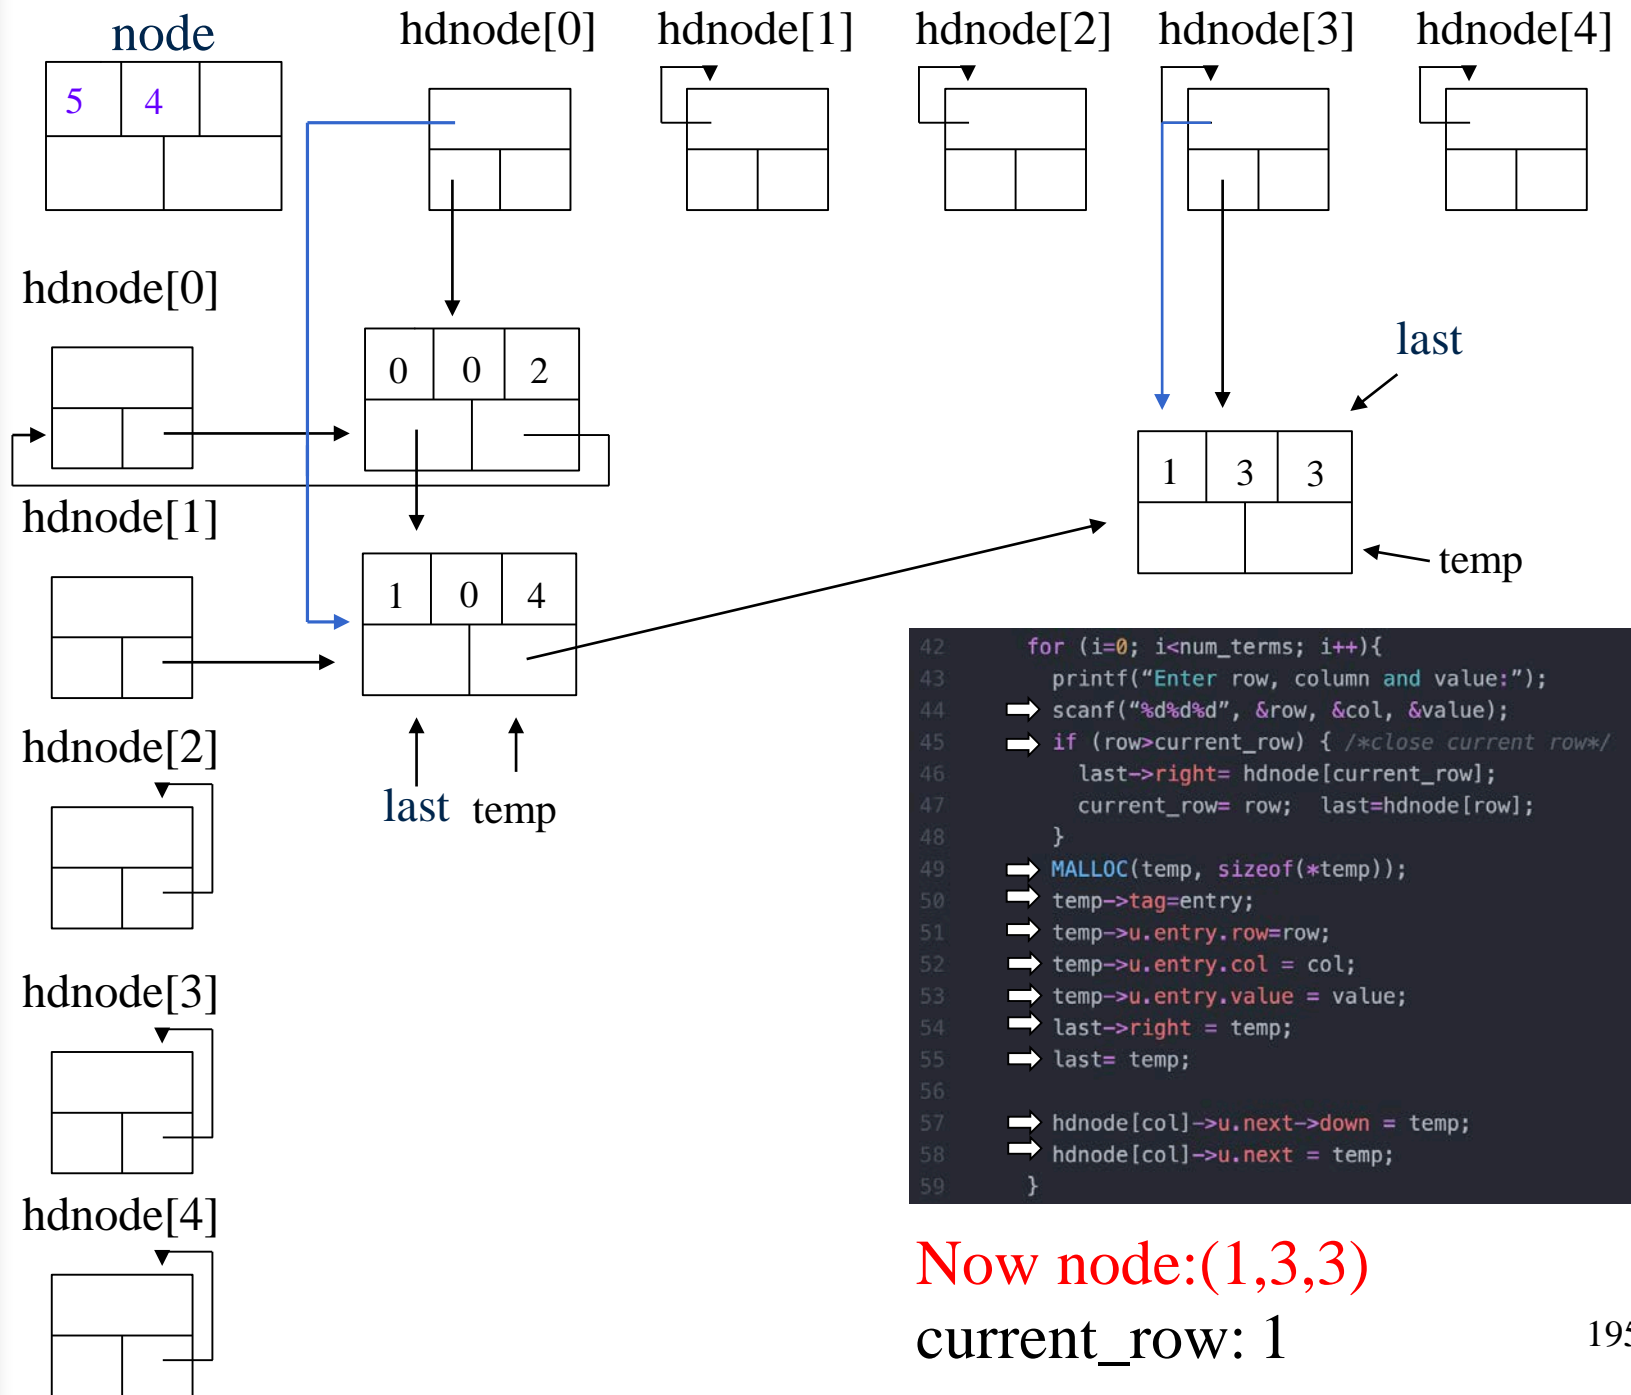 node hdnode[0] hdnode[1] hdnode[2] hdnode[3] hdnode[4]
5 4
hdnode[0]
0 0 2
last
1 3 3
hdnode[1]
temp
1 0 4
hdnode[2]
last temp
hdnode[3]
hdnode[4]
42 for (i=0; i<num_terms; i++){
43 printf(“Enter row, column and value:”);
44 scanf(“%d%d%d”, &row, &col, &value);
45 if (row>current_row) { /*close current row*/
46 last->right= hdnode[current_row];
47 current_row= row; last=hdnode[row];
48 }
49 MALLOC(temp, sizeof(*temp));
50 temp->tag=entry;
51 temp->u.entry.row=row;
52 temp->u.entry.col = col;
53 temp->u.entry.value = value;
54 last->right = temp;
55 last= temp;
56
57 hdnode[col]->u.next->down = temp;
58 hdnode[col]->u.next = temp;
59 }
Now node:(1,3,3)
current_row: 1
195